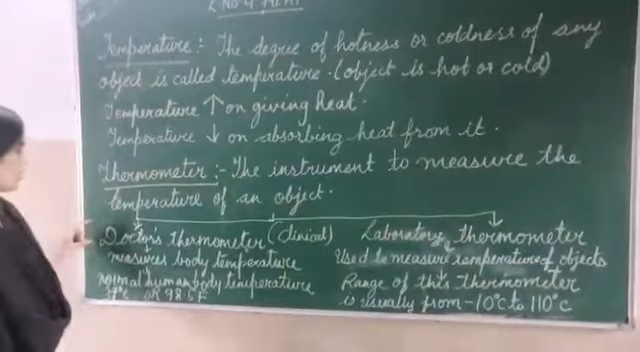 No 4 HEAT
Temperature :- The degree of hotness or coldness of any
object is called temperature. (object is hot or cold)
Temperature ↑ on giving heat.
Temperature ↓ on absorbing heat from it.
Thermometer :- The instrument to measure the
temperature of an object.
Doctor's thermometer (clinical)
measures body temperature
Normal human body temperature
37°C or 98.6 F
Laboratory thermometer
Used to measure temperature of objects
Range of this thermometer
is usually from -10°C to 110°C